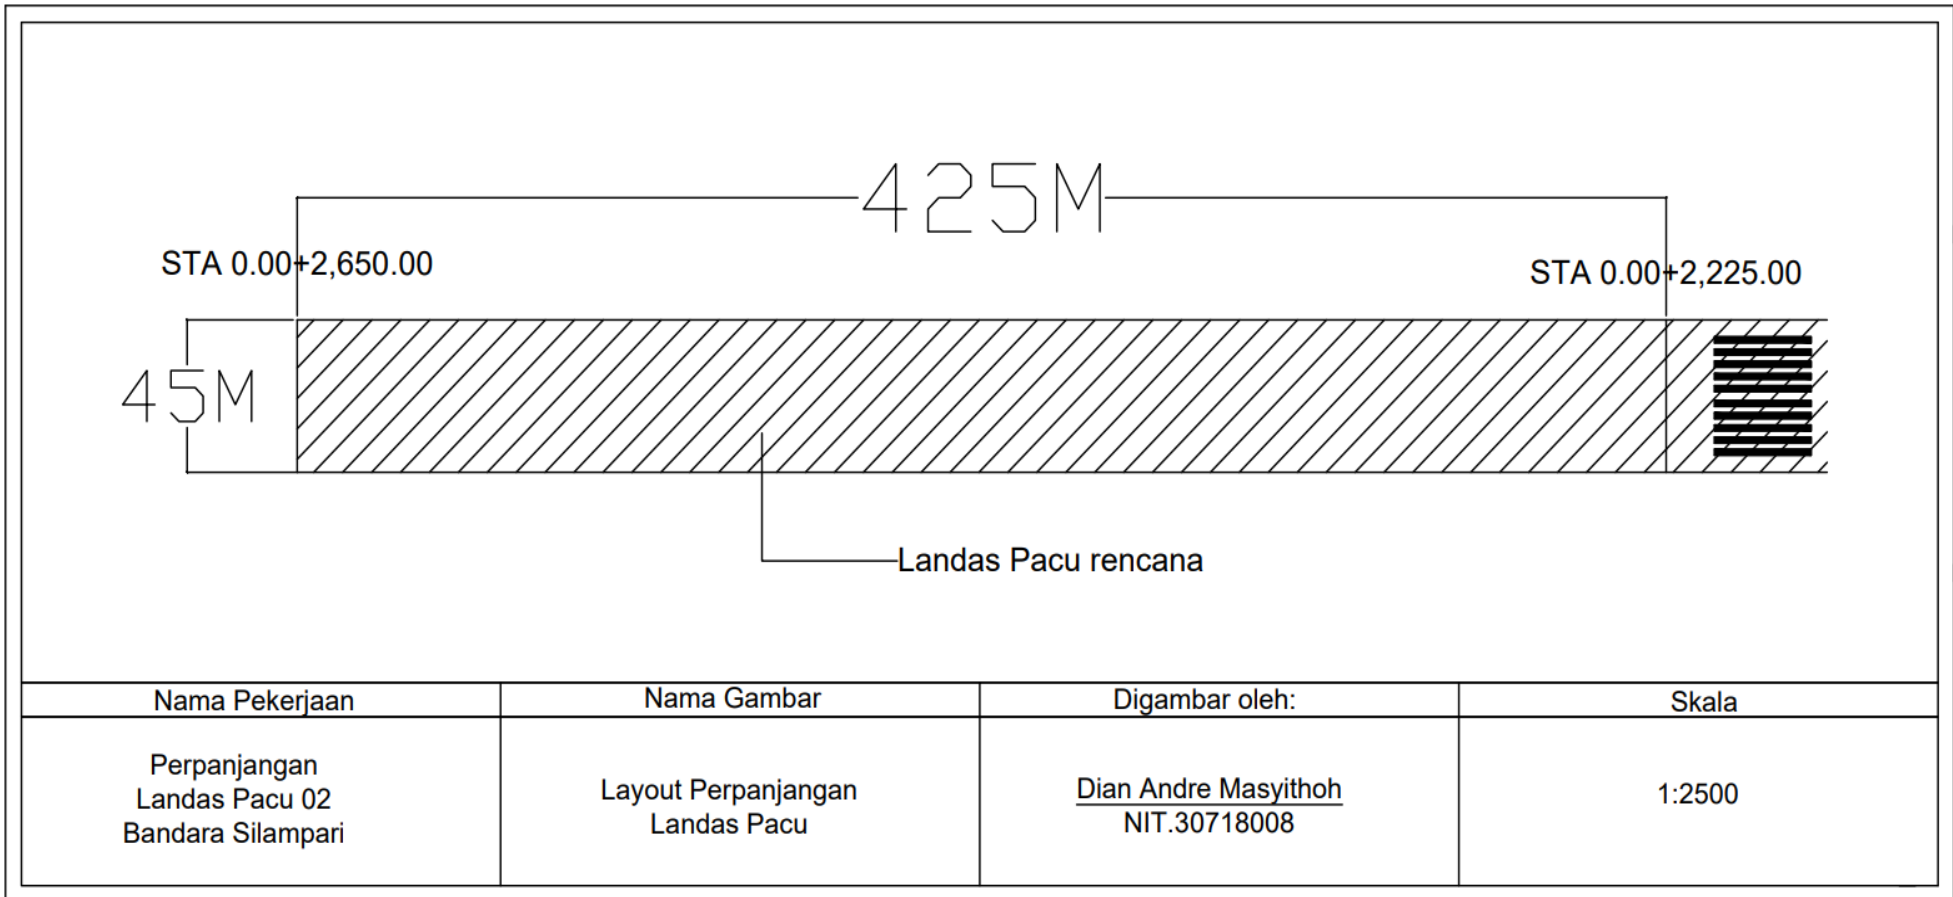 425M
STA 0.00+2,650.00
STA 0.00+2,225.00
45M
Landas Pacu rencana
Nama Pekerjaan
Nama Gambar
Digambar oleh:
Skala
Perpanjangan
Landas Pacu 02
Bandara Silampari
Layout Perpanjangan
Landas Pacu
Dian Andre Masyithoh
NIT.30718008
1:2500